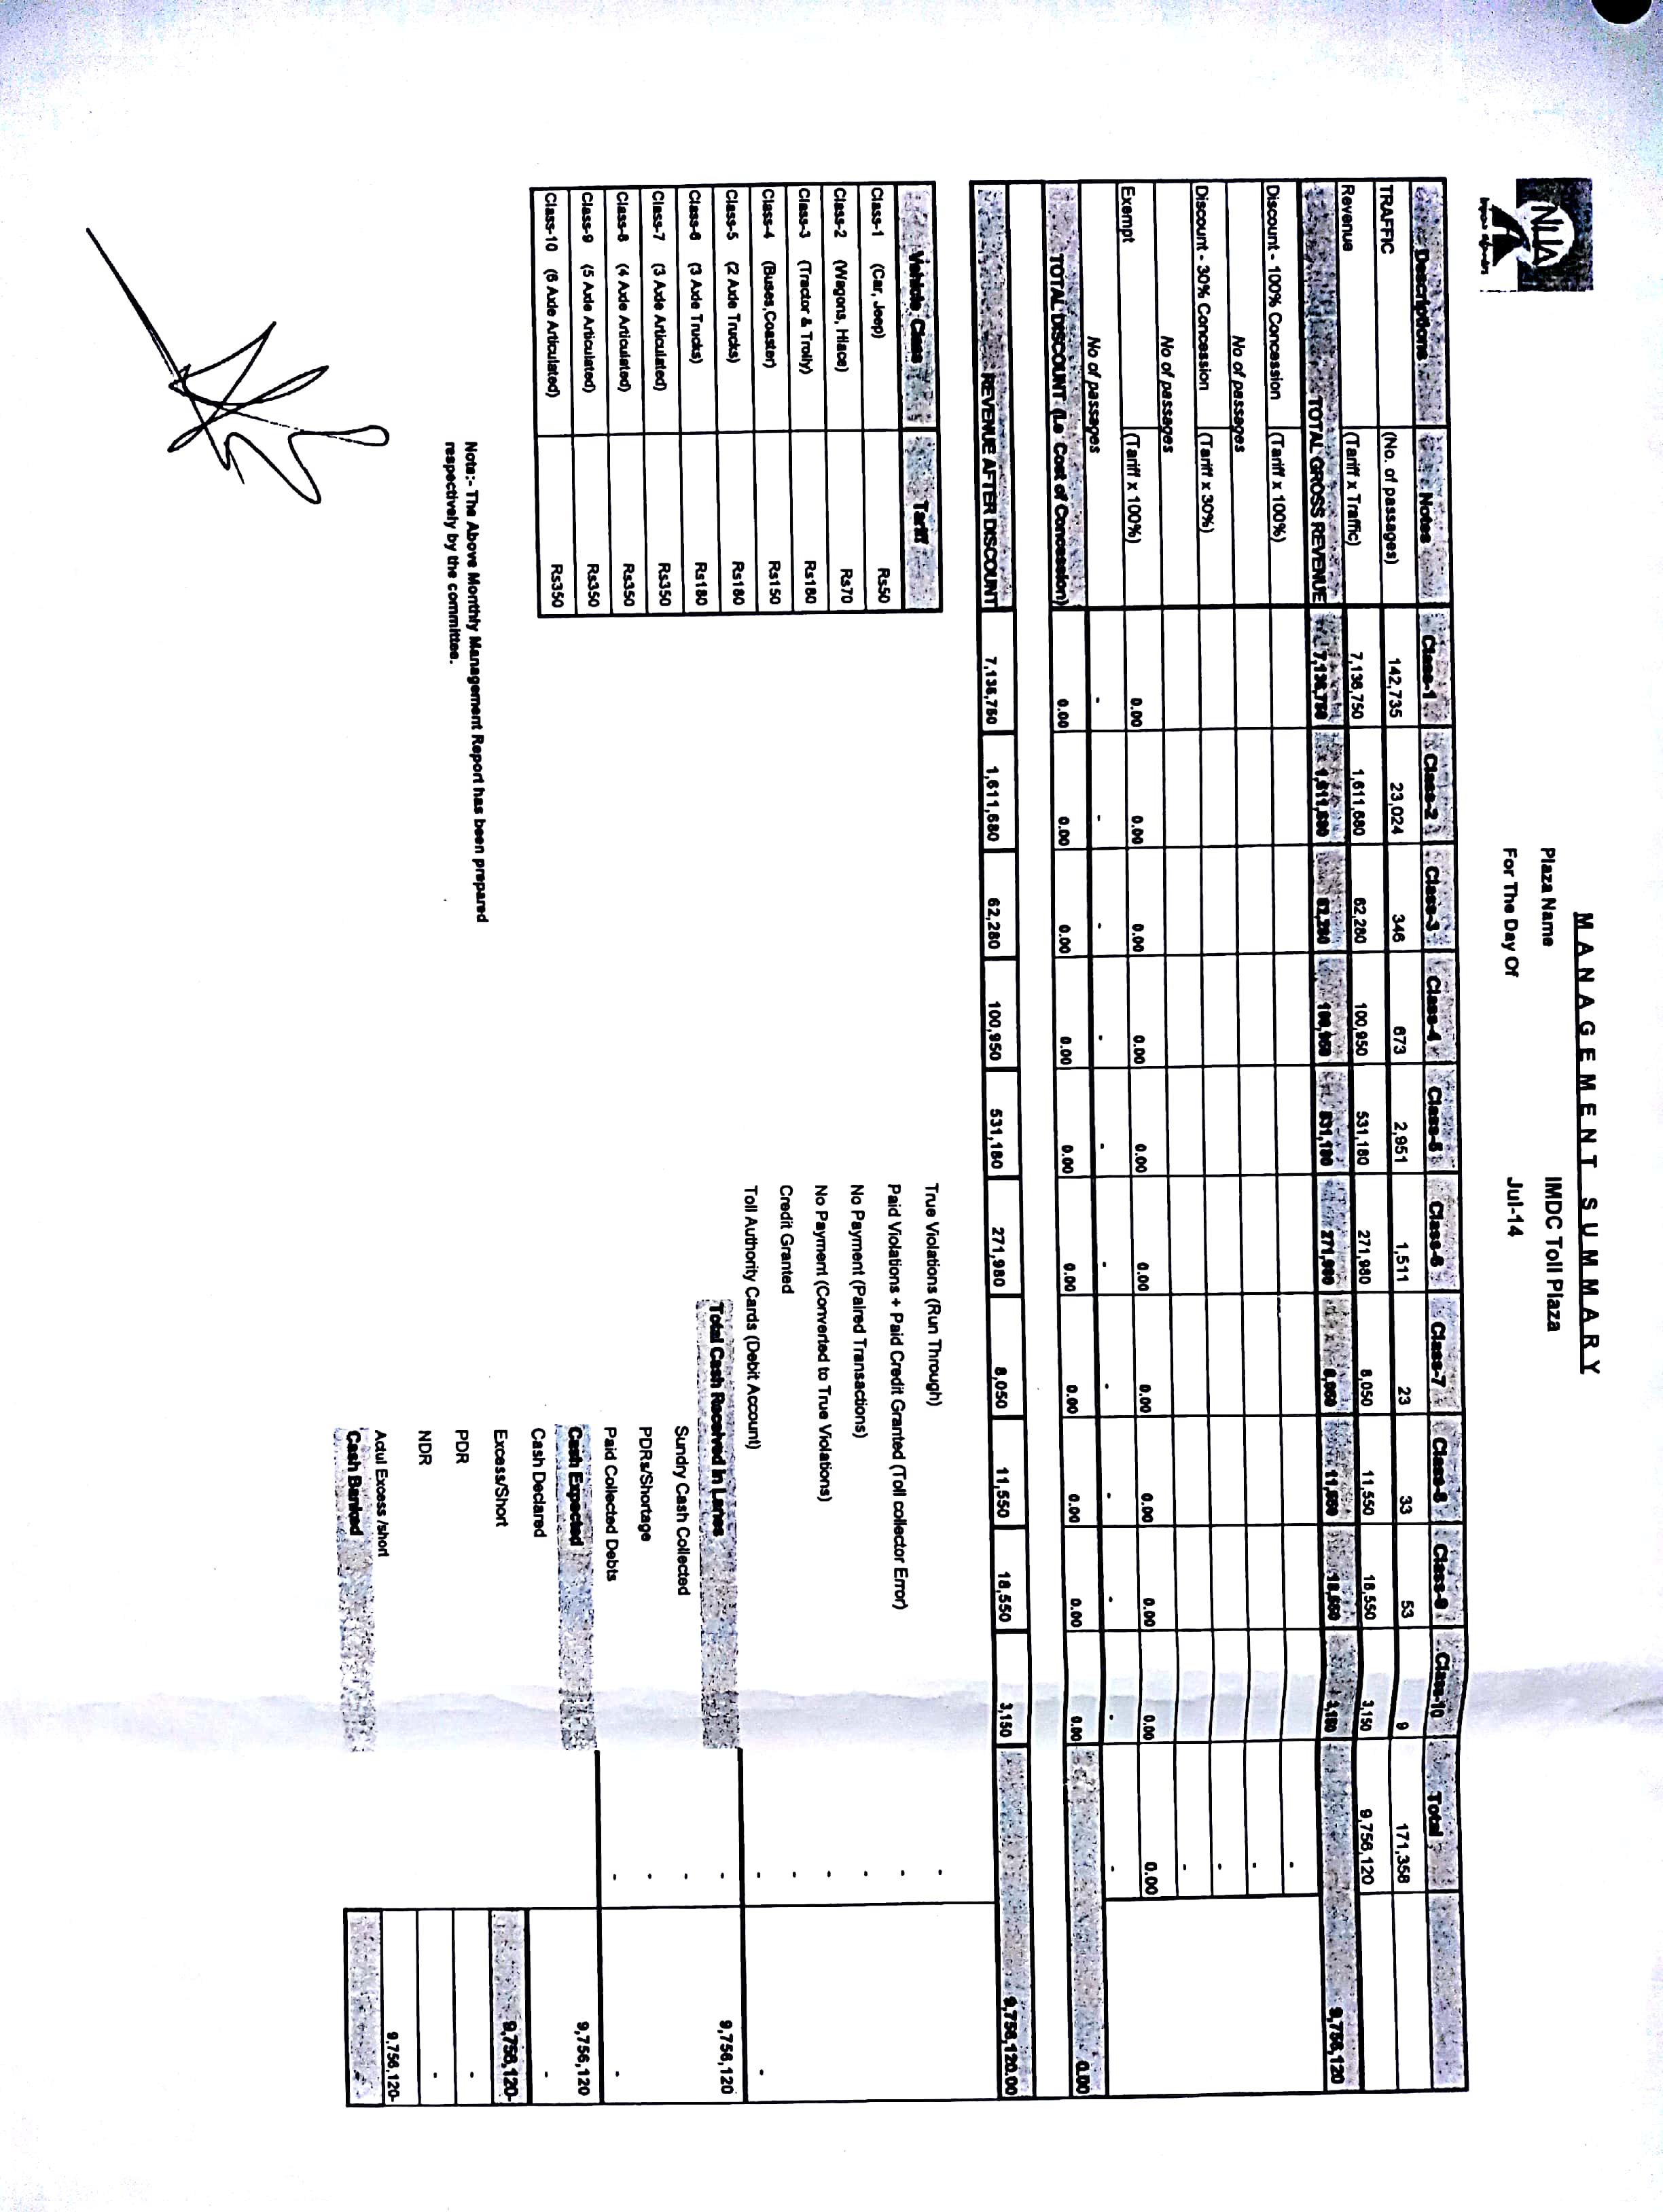 NHA
MANAGEMENT SUMMARY
Plaza Name IMDC Toll Plaza
For The Day Of Jul-14
Descriptions Notes Class-1 Class-2 Class-3 Class-4 Class-5 Class-6 Class-7 Class-8 Class-9 Class-10 Total
TRAFFIC (No. of passages) 142,735 23,024 346 673 2,951 1,511 23 33 53 9 171,358
Revenue (Tariff x Traffic) 7,136,750 1,611,680 62,280 100,950 531,180 271,980 8,050 11,550 18,550 3,150 9,756,120
TOTAL GROSS REVENUE 7,136,750 1,611,680 62,280 100,950 531,180 271,980 8,050 11,550 18,550 3,150 9,756,120
Discount - 100% Concession (Tariff x 100%) -
No of passages -
Discount - 30% Concession (Tariff x 30%) -
No of passages -
Exempt (Tariff x 100%) 0.00 0.00 0.00 0.00 0.00 0.00 0.00 0.00 0.00 0.00 0.00
No of passages - - - - - - - - - - -
TOTAL DISCOUNT (i.e Cost of Concession) 0.00 0.00 0.00 0.00 0.00 0.00 0.00 0.00 0.00 0.00 0.00
REVENUE AFTER DISCOUNT 7,136,750 1,611,680 62,280 100,950 531,180 271,980 8,050 11,550 18,550 3,150 9,756,120.00
Vehicle Class Tariff
Class-1 (Car, Jeep) Rs50
Class-2 (Wagons, Hiace) Rs70
Class-3 (Tractor & Trolly) Rs180
Class-4 (Buses,Coaster) Rs150
Class-5 (2 Axle Trucks) Rs180
Class-6 (3 Axle Trucks) Rs180
Class-7 (3 Axle Articulated) Rs350
Class-8 (4 Axle Articulated) Rs350
Class-9 (5 Axle Articulated) Rs350
Class-10 (6 Axle Articulated) Rs350
True Violations (Run Through) -
Paid Violations + Paid Credit Granted (Toll collector Error) -
No Payment (Paired Transactions) -
No Payment (Converted to True Violations) -
Credit Granted -
Toll Authority Cards (Debit Account) - -
Total Cash Received in Lanes - 9,756,120
Sundry Cash Collected -
PDRs/Shortage -
Paid Collected Debts - -
Cash Expected 9,756,120
Cash Declared -
Excess/Short 9,756,120-
PDR -
NDR -
Actul Excess /short 9,756,120-
Cash Banked -
Note:- The Above Monthly Management Report has been prepared
respectively by the committee.